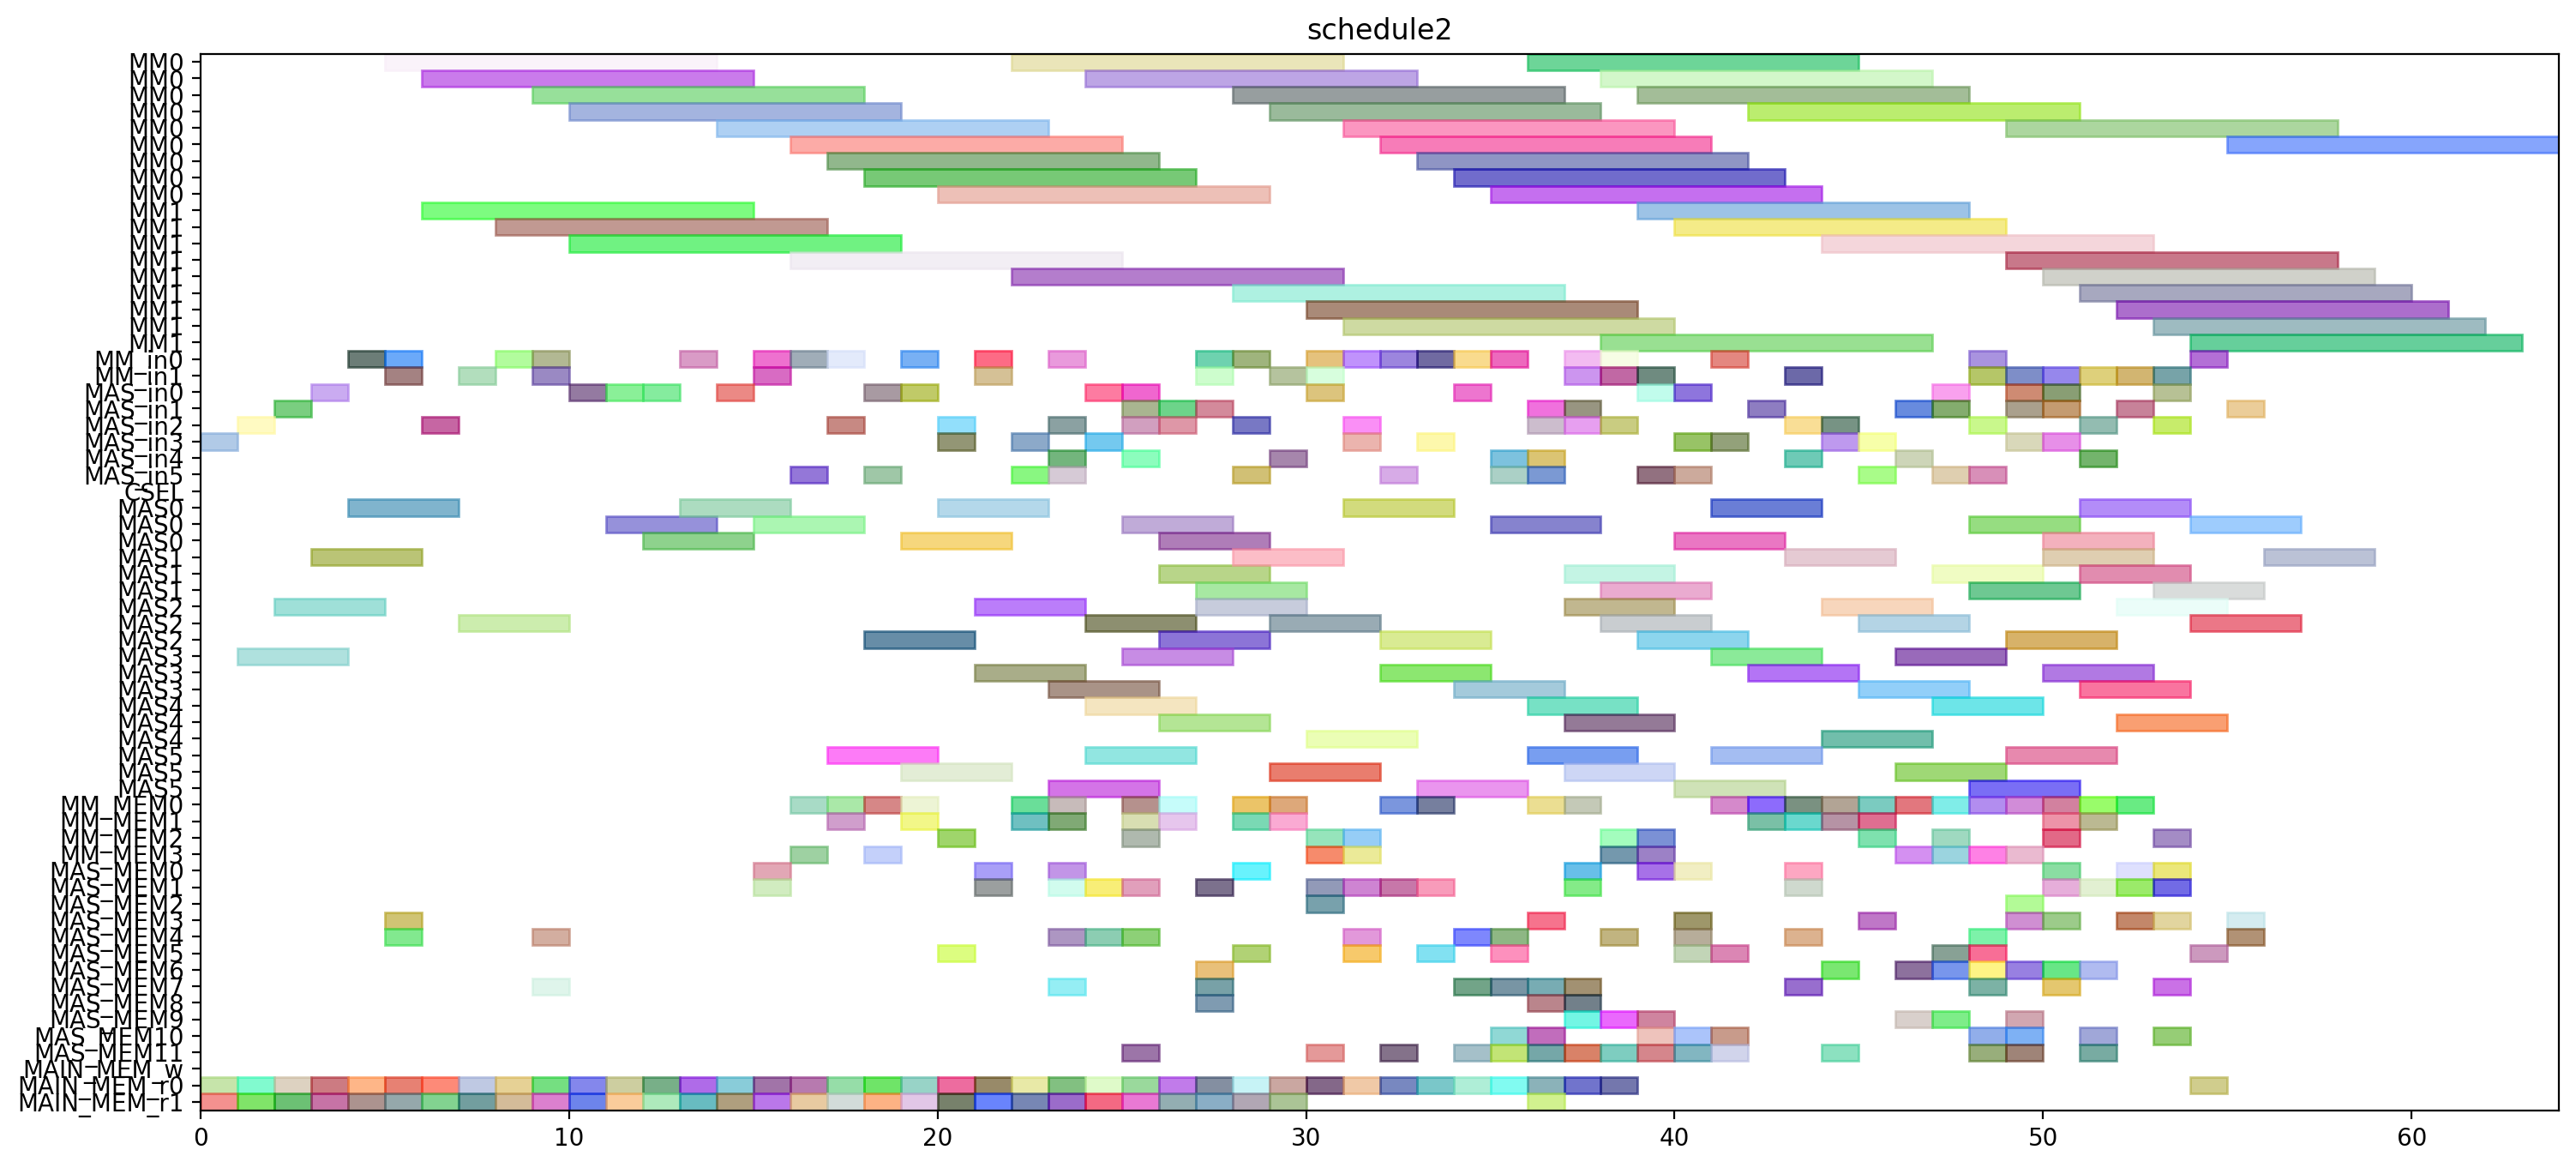 schedule2
MM0
MM0
MM0
MM0
MM0
MM0
MM0
MM0
MM0
MM1
MM1
MM1
MM1
MM1
MM1
MM1
MM1
MM1
MM_in0
MM_in1
MAS_in0
MAS_in1
MAS_in2
MAS_in3
MAS_in4
MAS_in5
CSEL
MAS0
MAS0
MAS0
MAS1
MAS1
MAS1
MAS2
MAS2
MAS2
MAS3
MAS3
MAS3
MAS4
MAS4
MAS4
MAS5
MAS5
MAS5
MM_MEM0
MM_MEM1
MM_MEM2
MM_MEM3
MAS_MEM0
MAS_MEM1
MAS_MEM2
MAS_MEM3
MAS_MEM4
MAS_MEM5
MAS_MEM6
MAS_MEM7
MAS_MEM8
MAS_MEM9
MAS_MEM10
MAS_MEM11
MAIN_MEM_w
MAIN_MEM_r0
MAIN_MEM_r1
0 10 20 30 40 50 60